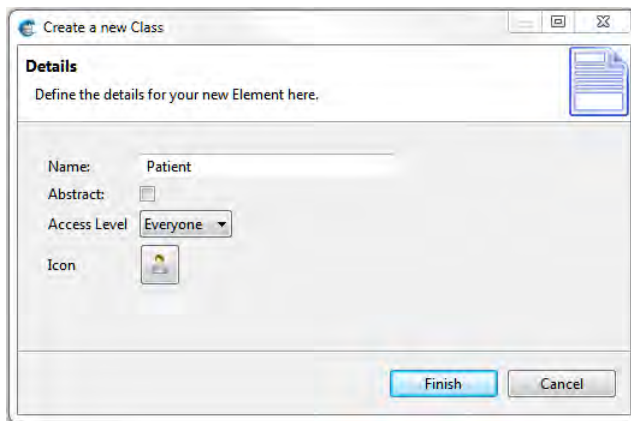 Create a new Class
Details
Define the details for your new Element here.
Name: Patient
Abstract:
Access Level Everyone
Icon
Finish Cancel